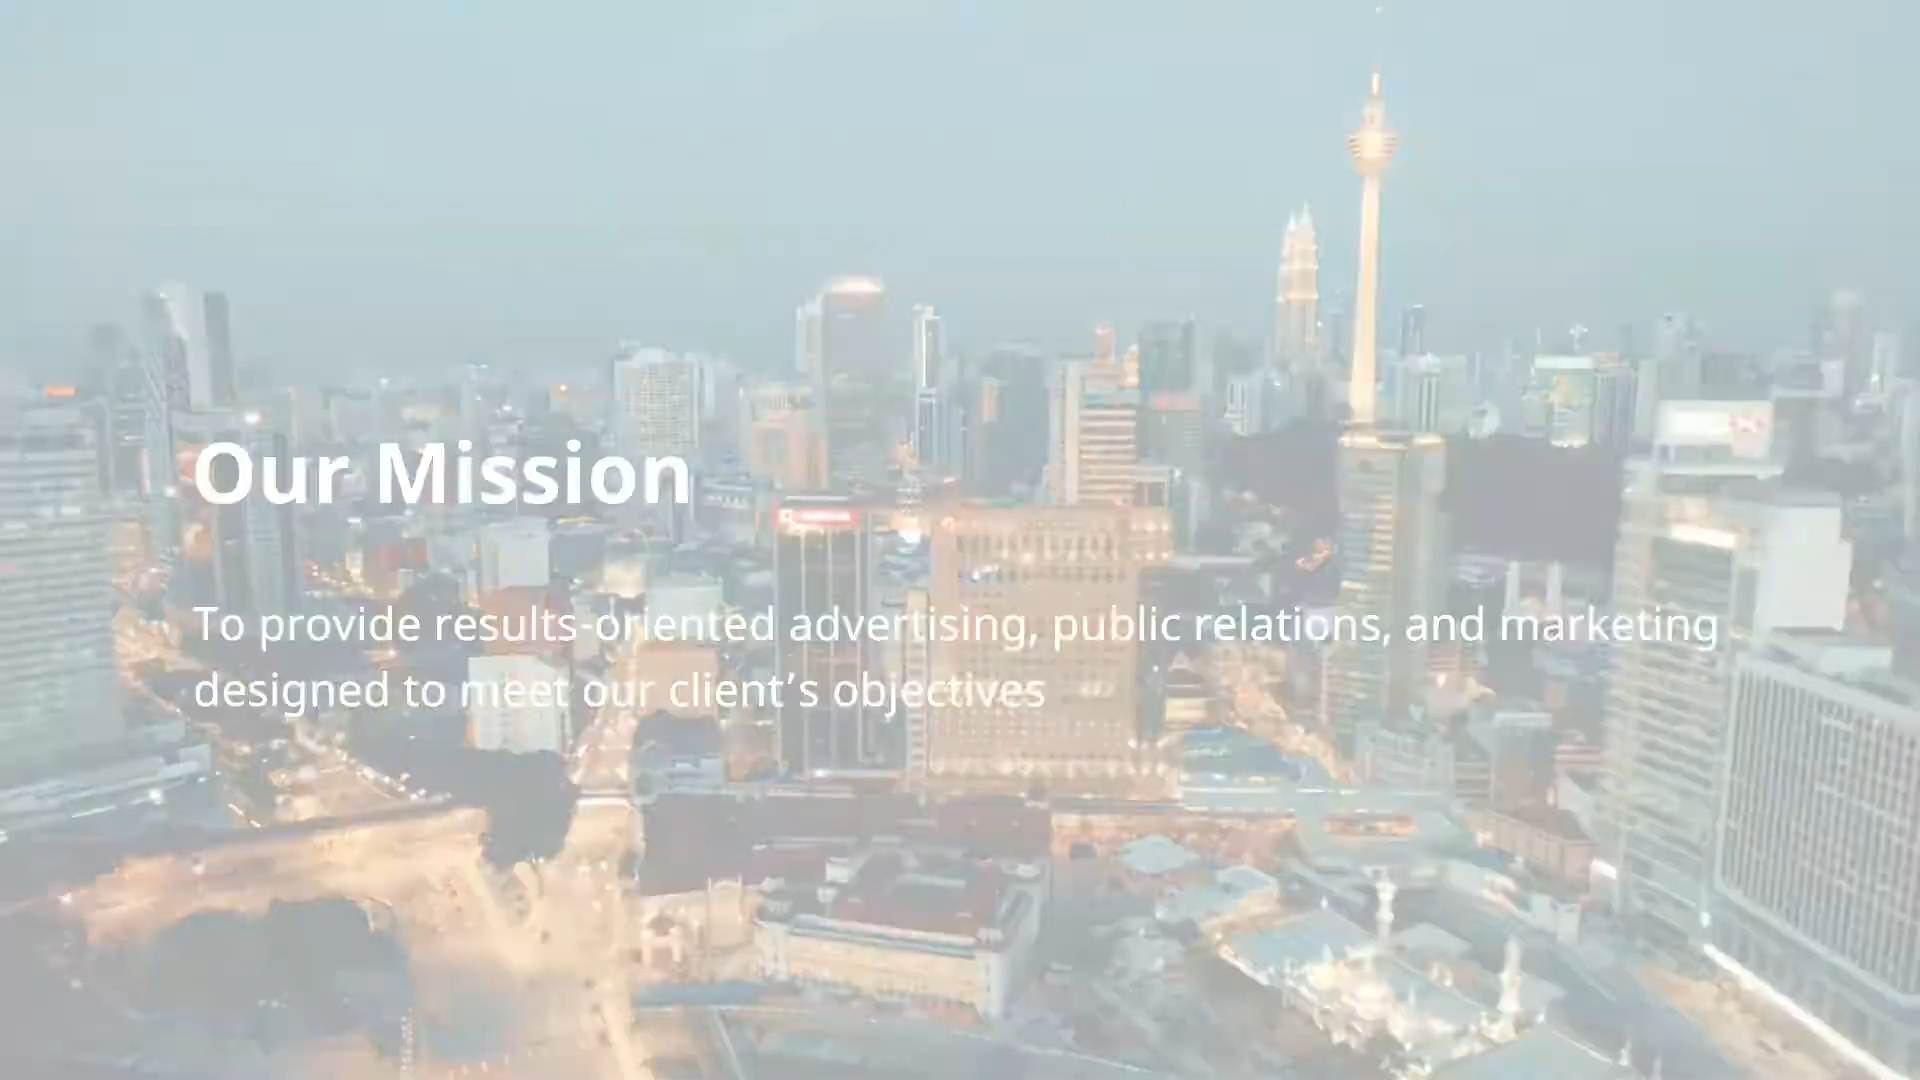 Our Mission
To provide results-oriented advertising, public relations, and marketing
designed to meet our client’s objectives